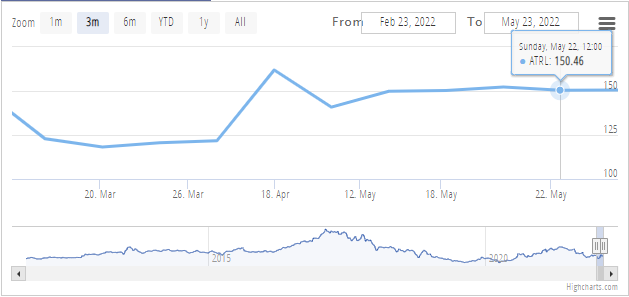 Zoom 1m 3m 6m YTD 1y All From Feb 23, 2022 To May 23, 2022
Sunday, May 22, 12:00
ATRL: 150.46
150
125
100
20. Mar 26. Mar 18. Apr 12. May 18. May 22. May
2015 2020
Highcharts.com